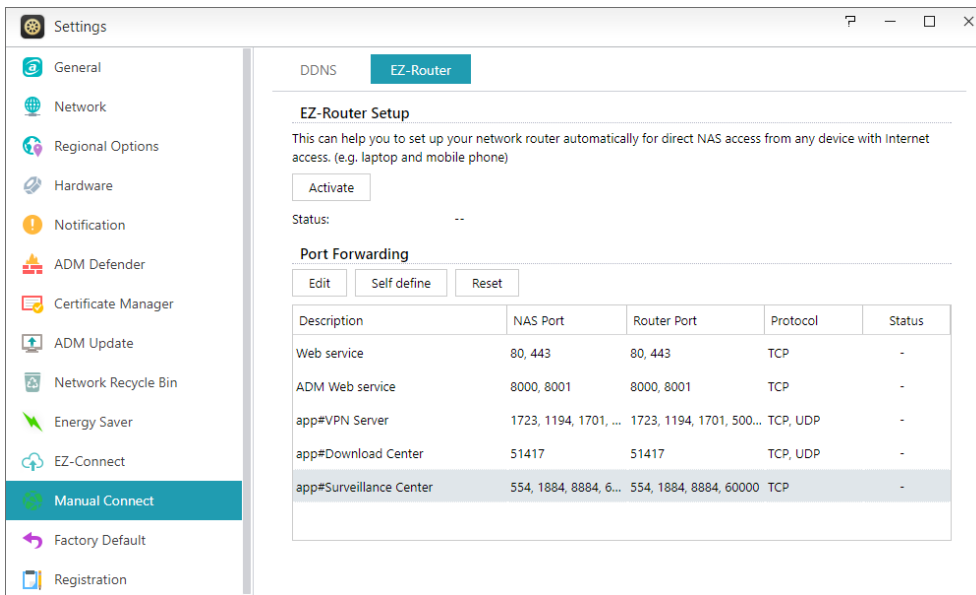 Settings
General
Network
Regional Options
Hardware
Notification
ADM Defender
Certificate Manager
ADM Update
Network Recycle Bin
Energy Saver
EZ-Connect
Manual Connect
Factory Default
Registration
DDNS EZ-Router
EZ-Router Setup
This can help you to set up your network router automatically for direct NAS access from any device with Internet
access. (e.g. laptop and mobile phone)
Activate
Status: --
Port Forwarding
Edit Self define Reset
Description NAS Port Router Port Protocol Status
Web service 80, 443 80, 443 TCP -
ADM Web service 8000, 8001 8000, 8001 TCP -
app#VPN Server 1723, 1194, 1701, ... 1723, 1194, 1701, 500... TCP, UDP -
app#Download Center 51417 51417 TCP, UDP -
app#Surveillance Center 554, 1884, 8884, 6... 554, 1884, 8884, 60000 TCP -